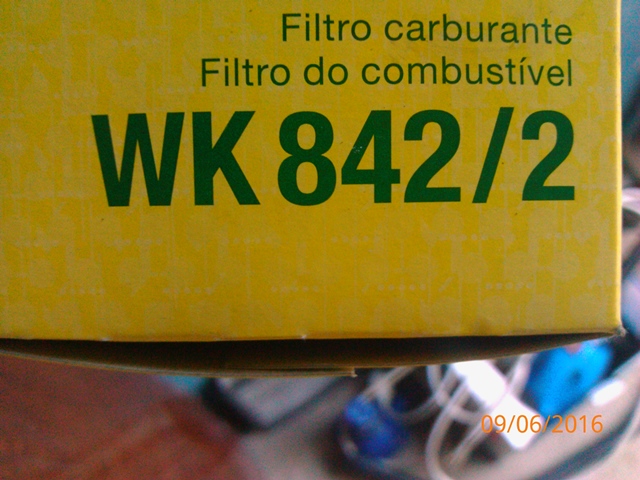 Filtro carburante
Filtro do combustível
WK 842/2
09/06/2016